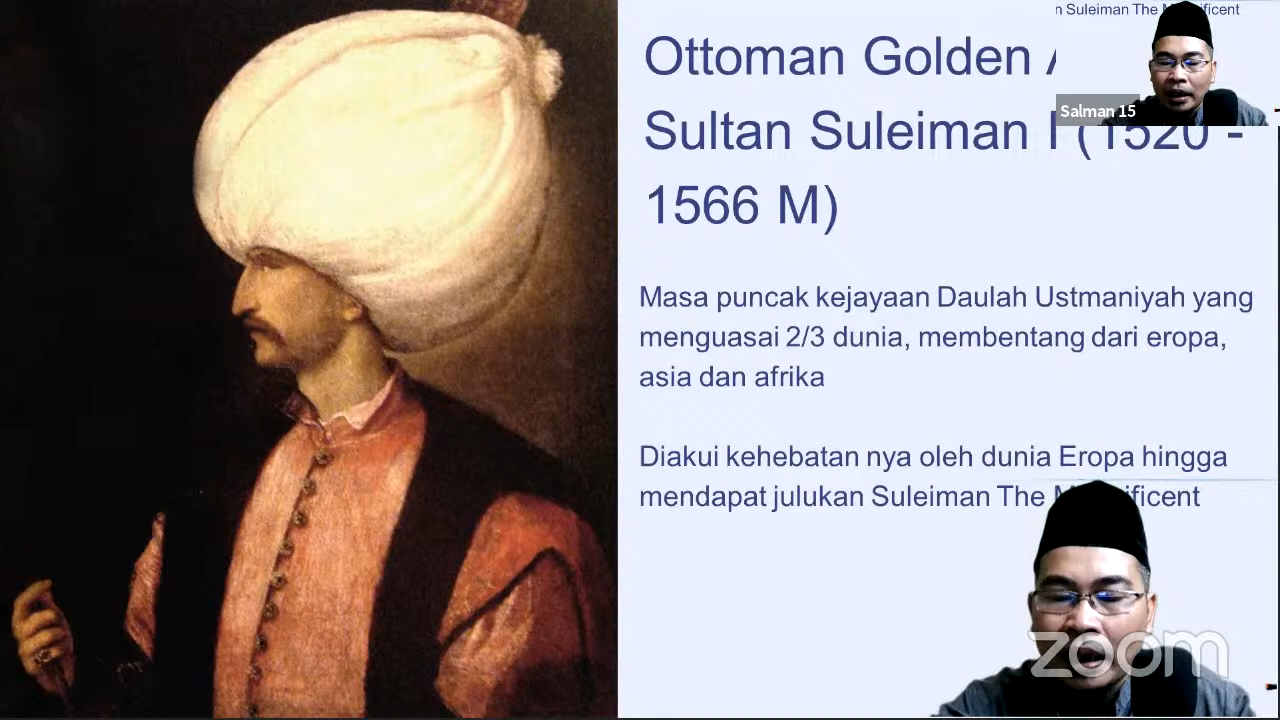 n Suleiman The M ificent
Ottoman Golden
Salman 15
Sultan Suleiman I (1520 -
1566 M)
Masa puncak kejayaan Daulah Ustmaniyah yang
menguasai 2/3 dunia, membentang dari eropa,
asia dan afrika
Diakui kehebatan nya oleh dunia Eropa hingga
mendapat julukan Suleiman The M ificent
zoom